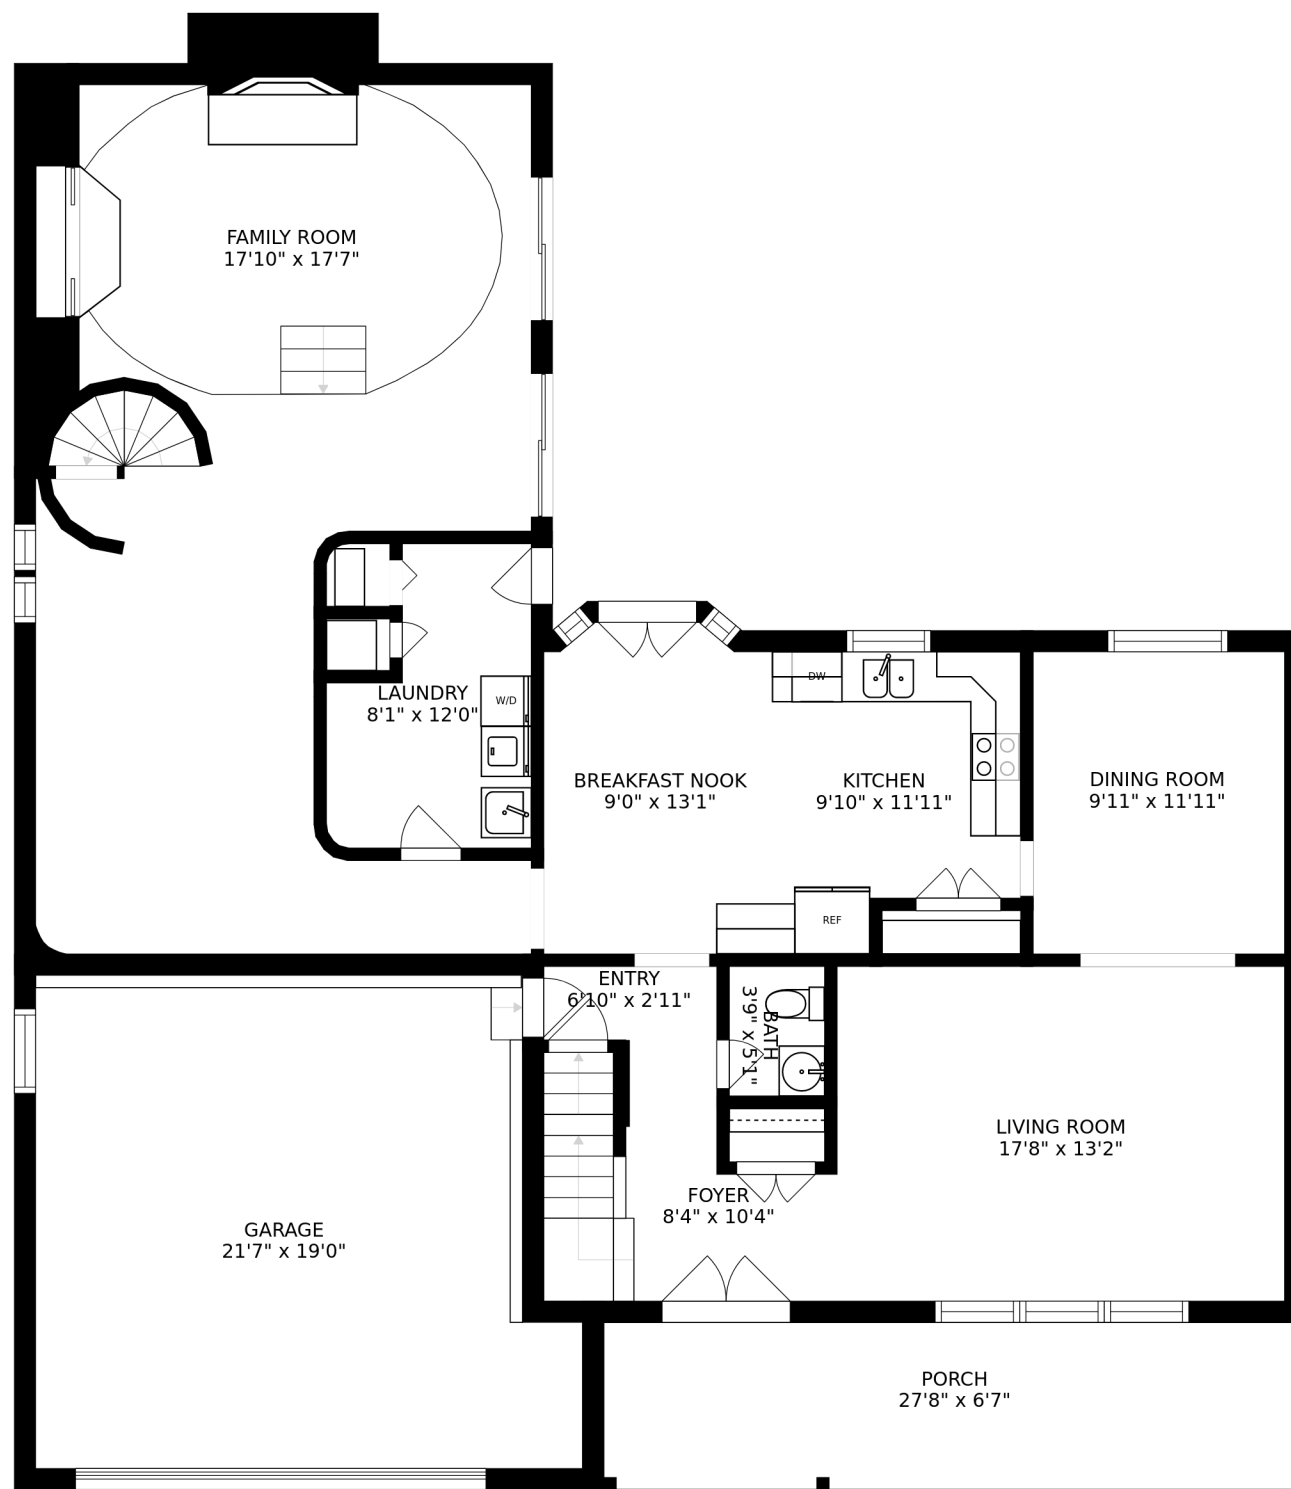 FAMILY ROOM
17'10" x 17'7"
LAUNDRY
8'1" x 12'0"
W/D
DW
BREAKFAST NOOK
9'0" x 13'1"
KITCHEN
9'10" x 11'11"
DINING ROOM
9'11" x 11'11"
REF
ENTRY
6'10" x 2'11"
BATH
3'9" x 5'1"
LIVING ROOM
17'8" x 13'2"
FOYER
8'4" x 10'4"
GARAGE
21'7" x 19'0"
PORCH
27'8" x 6'7"